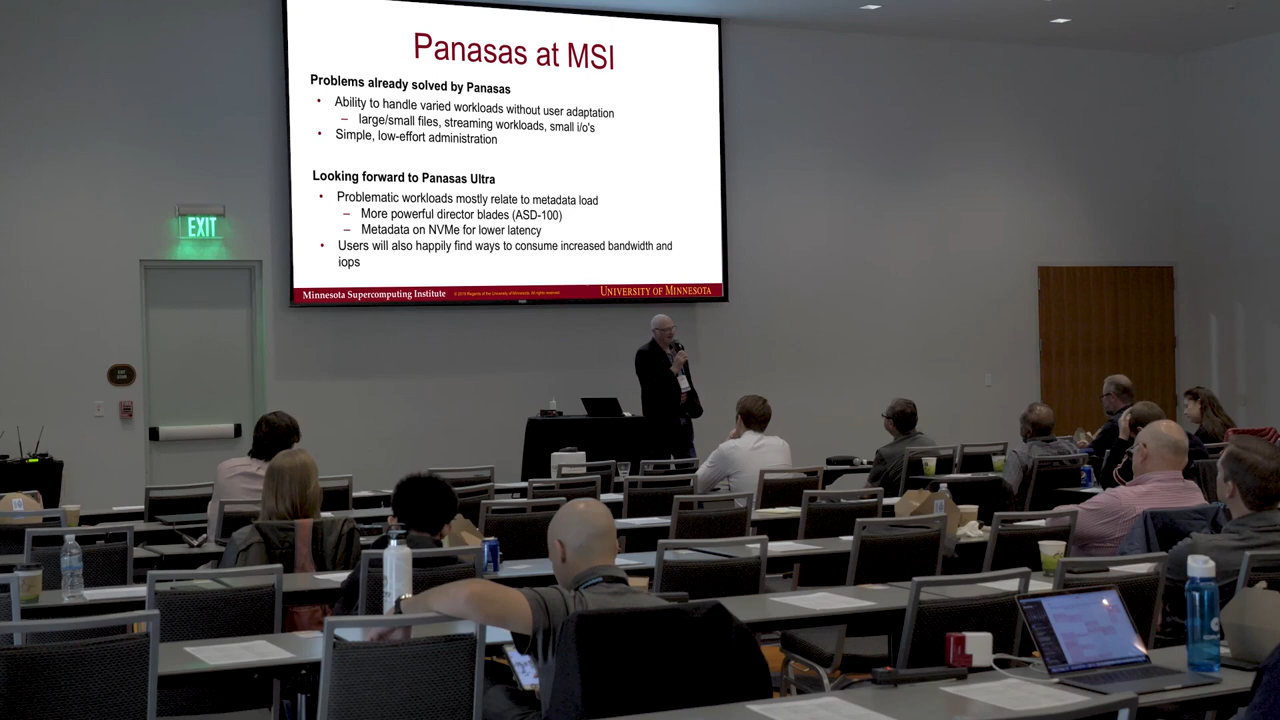 Panasas at MSI
Problems already solved by Panasas
• Ability to handle varied workloads without user adaptation
– large/small files, streaming workloads, small i/o's
• Simple, low-effort administration
Looking forward to Panasas Ultra
• Problematic workloads mostly relate to metadata load
– More powerful director blades (ASD-100)
– Metadata on NVMe for lower latency
• Users will also happily find ways to consume increased bandwidth and
iops
Minnesota Supercomputing Institute
UNIVERSITY OF MINNESOTA
EXIT